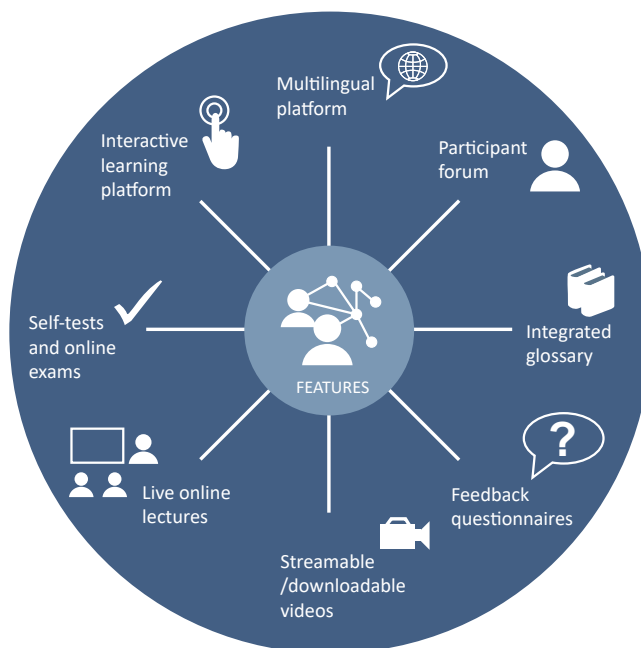 Multilingual
platform
Participant
forum
Integrated
glossary
?
Feedback
questionnaires
Streamable
/downloadable
videos
Live online
lectures
Self-tests
and online
exams
Interactive
learning
platform
FEATURES